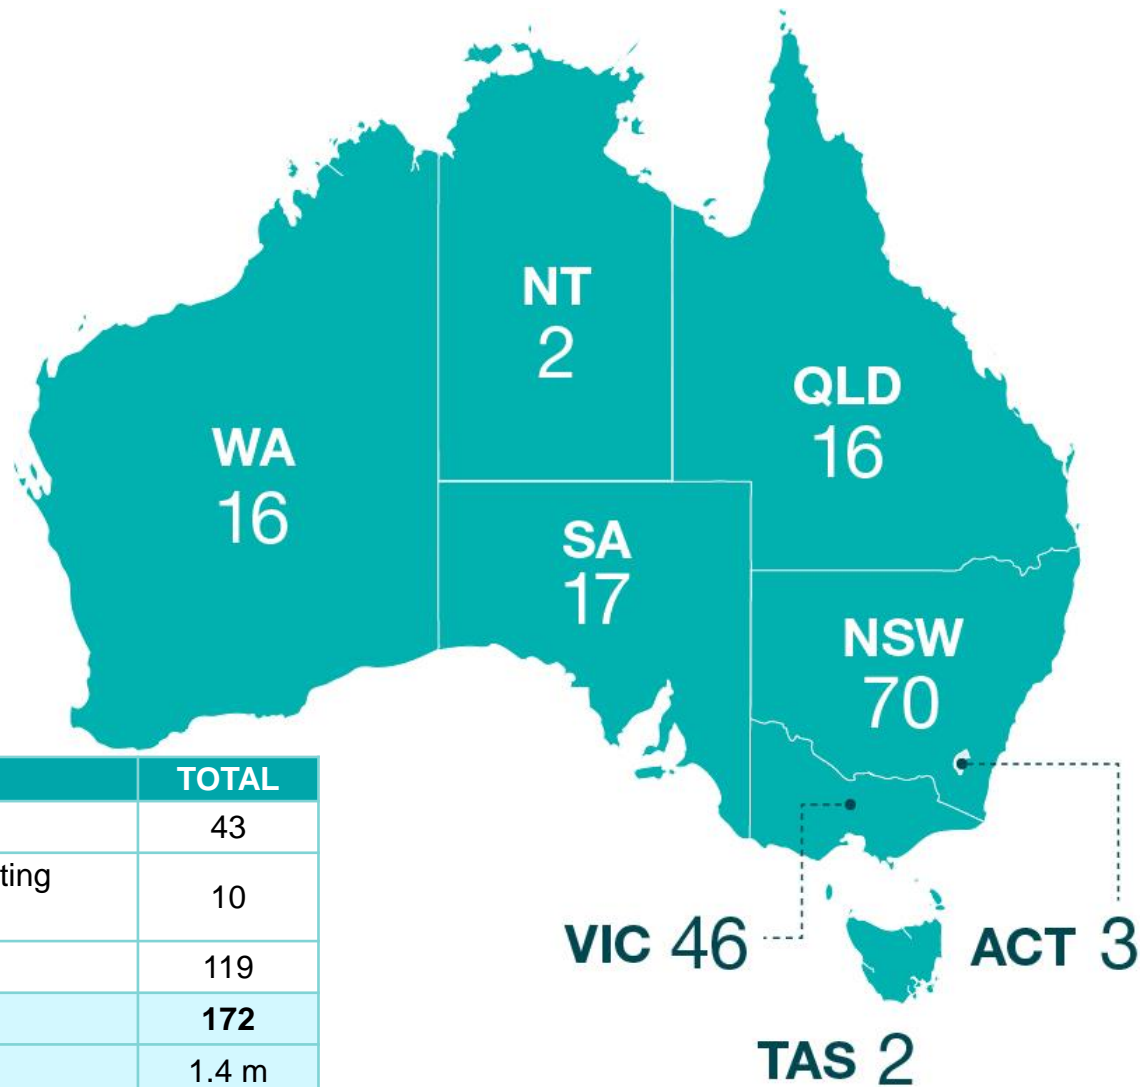 NT
2
QLD
16
WA
16
SA
17
NSW
70
TOTAL
43
ting
10
119
172
1.4 m
VIC 46
ACT 3
TAS 2